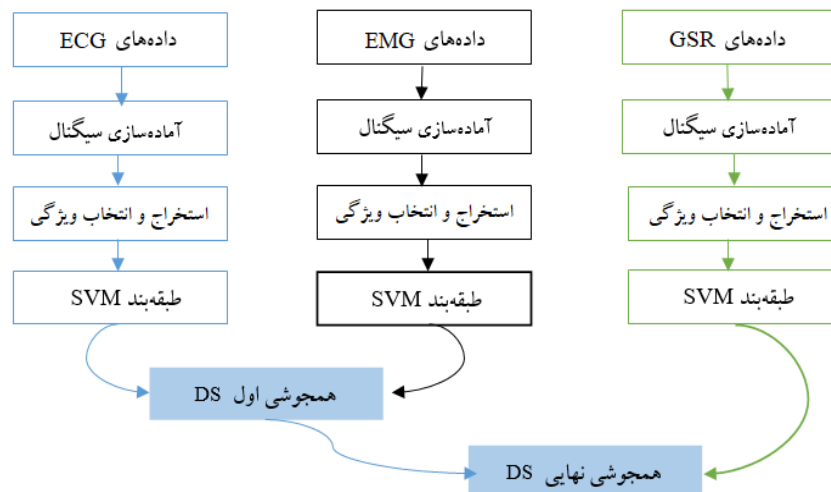 داده‌های ECG
داده‌های EMG
داده‌های GSR
آماده‌سازی سیگنال
آماده‌سازی سیگنال
آماده‌سازی سیگنال
استخراج و انتخاب ویژگی
استخراج و انتخاب ویژگی
استخراج و انتخاب ویژگی
طبقه‌بند SVM
طبقه‌بند SVM
طبقه‌بند SVM
همجوشی اول DS
همجوشی نهایی DS